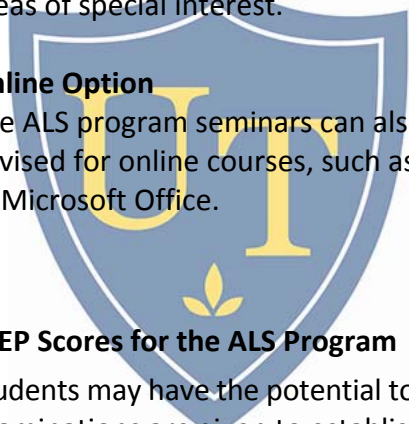 eas of special interest.
nline Option
e ALS program seminars can als
vised for online courses, such as
Microsoft Office.
UT
EP Scores for the ALS Program
udents may have the potential to